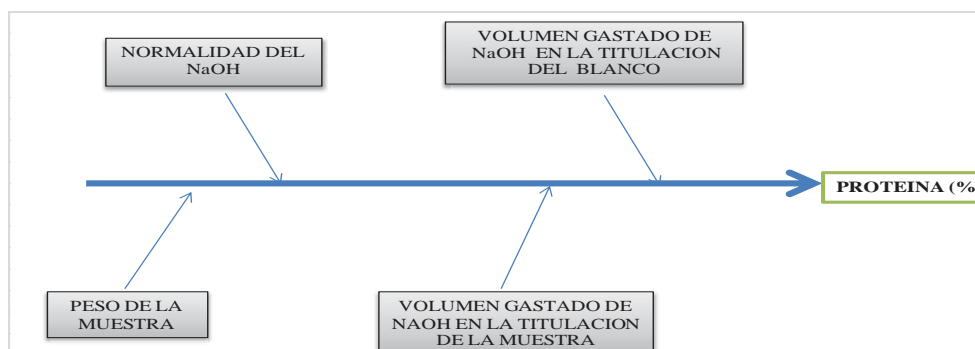 NORMALIDAD DEL
NaOH
VOLUMEN GASTADO DE
NaOH EN LA TITULACION
DEL BLANCO
PROTEINA (%
PESO DE LA
MUESTRA
VOLUMEN GASTADO DE
NAOH EN LA TITULACION
DE LA MUESTRA